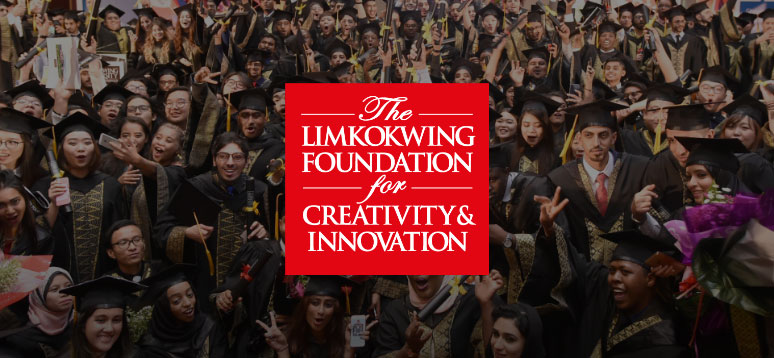 The
LIMKOKWING
FOUNDATION
for
CREATIVITY&
INNOVATION